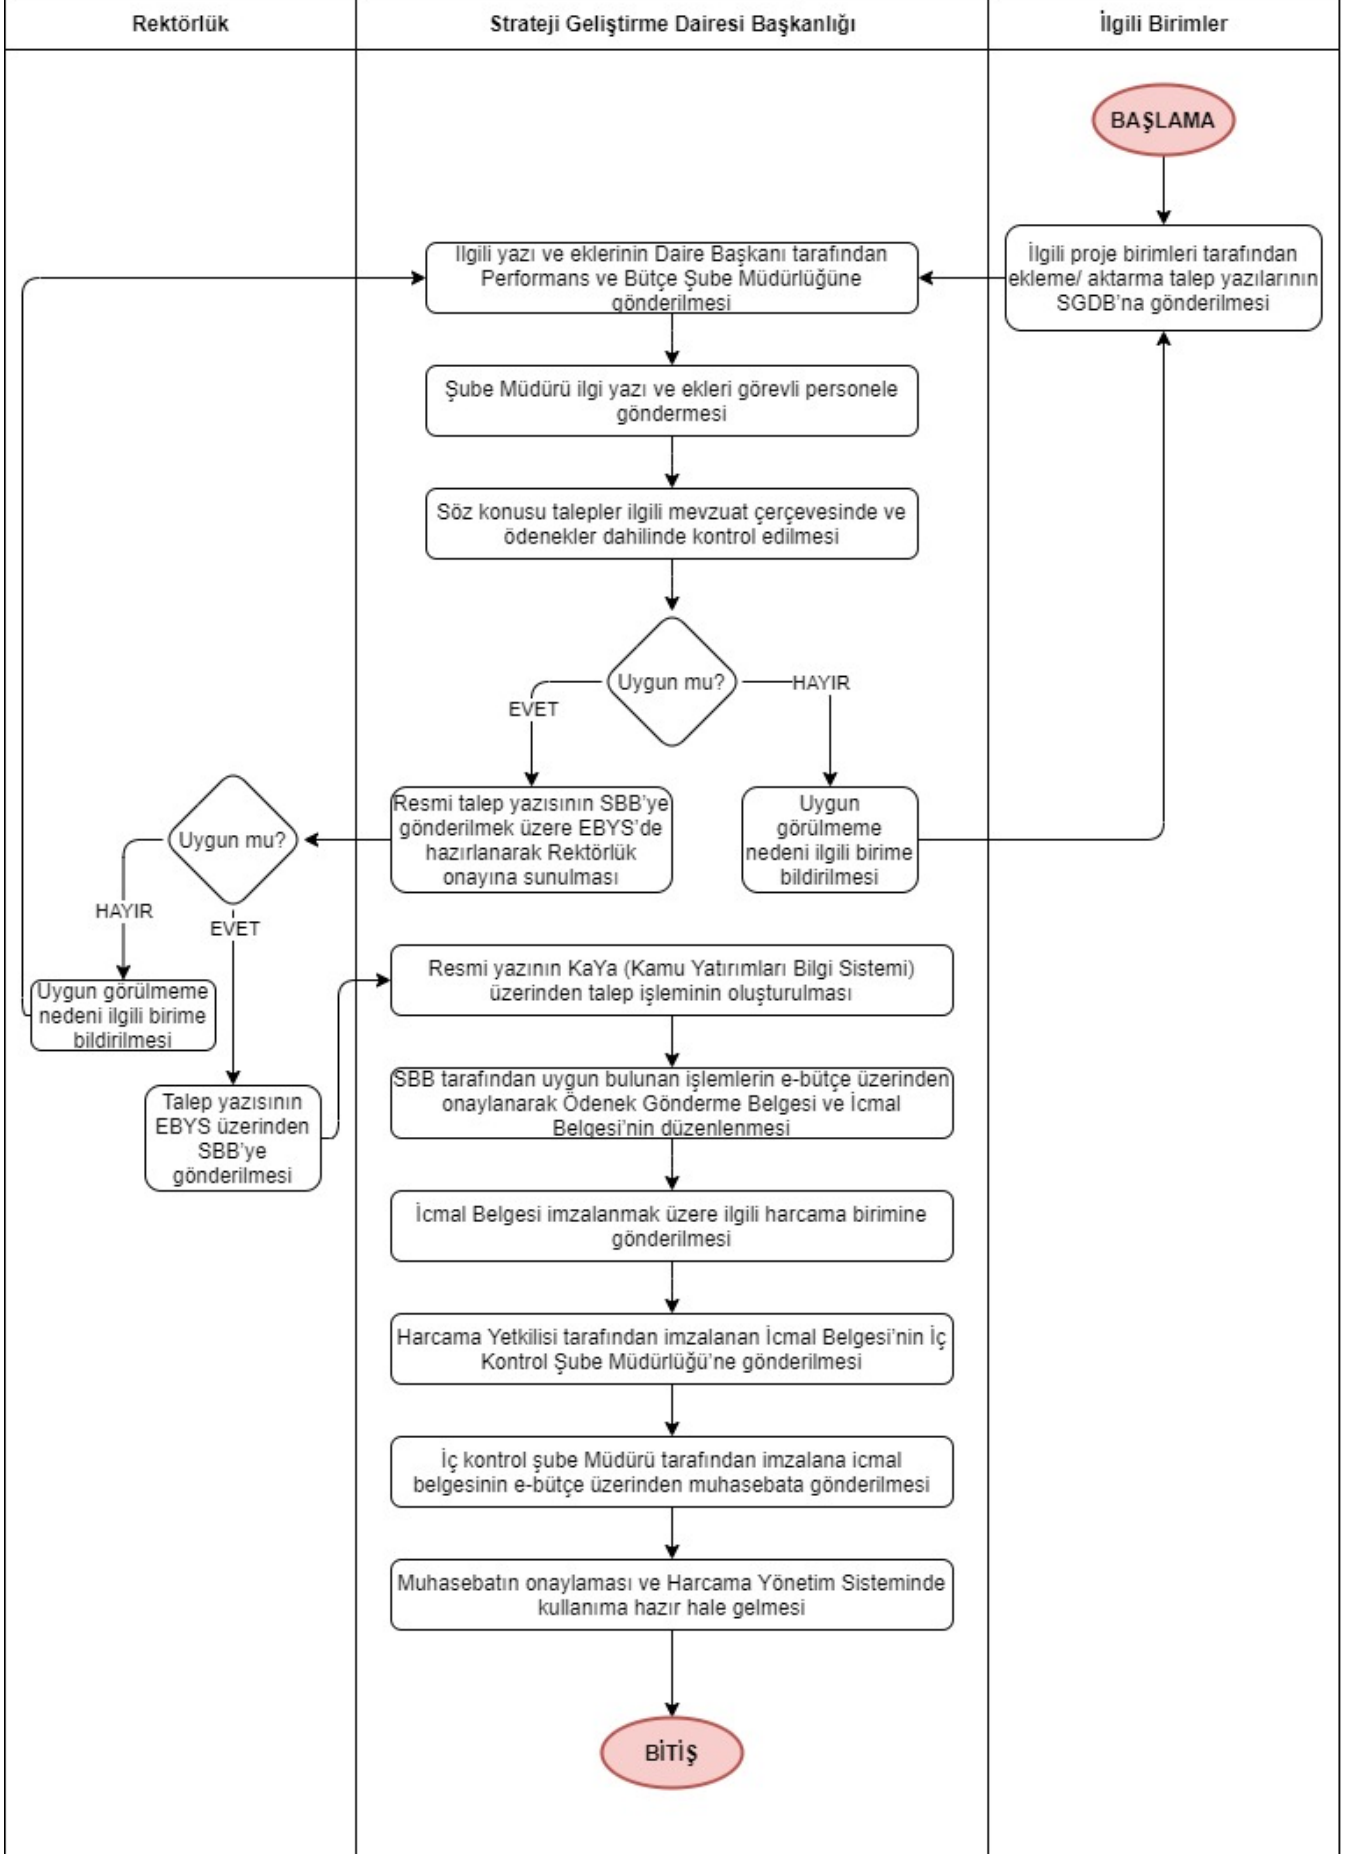 Rektörlük
Strateji Geliştirme Dairesi Başkanlığı
İlgili Birimler
BAŞLAMA
İlgili proje birimleri tarafından
ekleme/ aktarma talep yazılarının
SGDB'na gönderilmesi
İlgili yazı ve eklerinin Daire Başkanı tarafından
Performans ve Bütçe Şube Müdürlüğüne
gönderilmesi
Şube Müdürü ilgi yazı ve ekleri görevli personele
göndermesi
Söz konusu talepler ilgili mevzuat çerçevesinde ve
ödenekler dahilinde kontrol edilmesi
Uygun mu?
HAYIR
EVET
Resmi talep yazısının SBB'ye
gönderilmek üzere EBYS'de
hazırlanarak Rektörlük
onayına sunulması
Uygun
görülmeme
nedeni ilgili birime
bildirilmesi
Uygun mu?
HAYIR
EVET
Uygun görülmeme
nedeni ilgili birime
bildirilmesi
Talep yazısının
EBYS üzerinden
SBB'ye
gönderilmesi
Resmi yazının KaYa (Kamu Yatırımları Bilgi Sistemi)
üzerinden talep işleminin oluşturulması
SBB tarafından uygun bulunan işlemlerin e-bütçe üzerinden
onaylanarak Ödenek Gönderme Belgesi ve İcmal
Belgesi'nin düzenlenmesi
İcmal Belgesi imzalanmak üzere ilgili harcama birimine
gönderilmesi
Harcama Yetkilisi tarafından imzalanan İcmal Belgesi'nin İç
Kontrol Şube Müdürlüğü'ne gönderilmesi
İç kontrol şube Müdürü tarafından imzalana icmal
belgesinin e-bütçe üzerinden muhasebata gönderilmesi
Muhasebatın onaylaması ve Harcama Yönetim Sisteminde
kullanıma hazır hale gelmesi
BİTİŞ